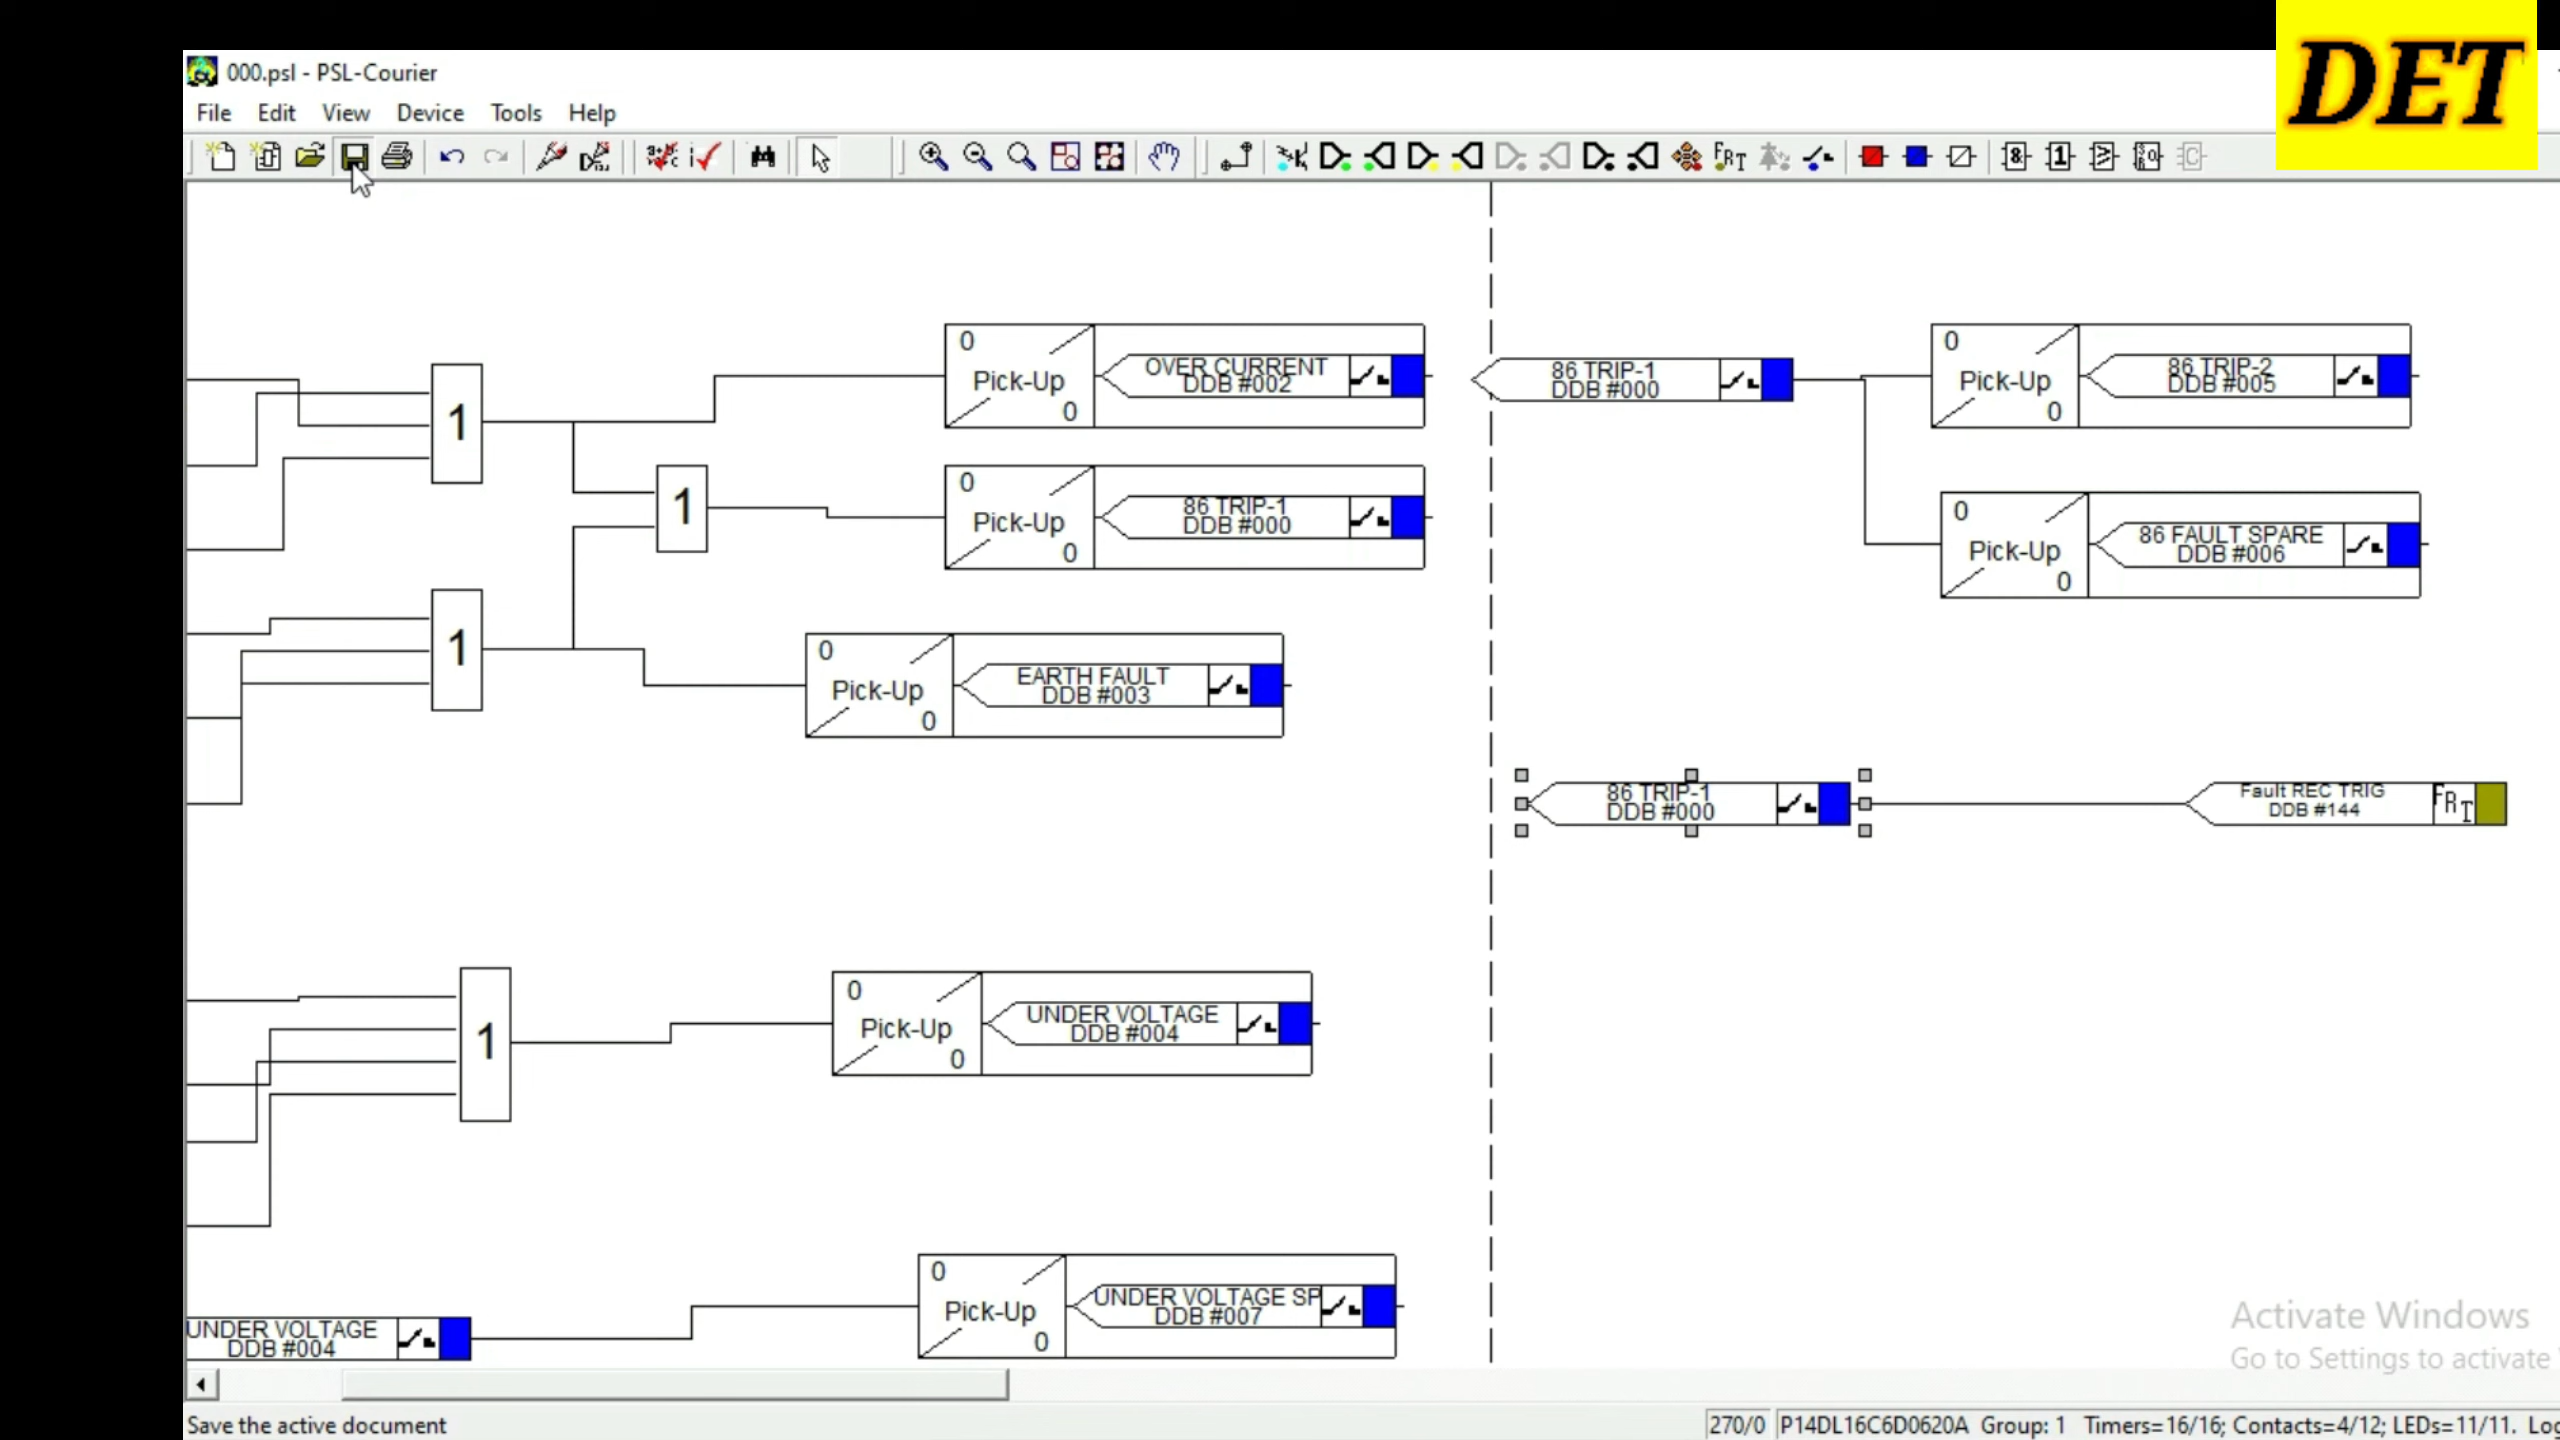 DET
000.psl - PSL-Courier
File Edit View Device Tools Help
0
Pick-Up
0
OVER CURRENT
DDB #002
86 TRIP-1
DDB #000
0
Pick-Up
0
86 TRIP-2
DDB #005
1
1
0
Pick-Up
0
86 TRIP-1
DDB #000
0
Pick-Up
0
86 FAULT SPARE
DDB #006
1
0
Pick-Up
0
EARTH FAULT
DDB #003
86 TRIP-1
DDB #000
Fault REC TRIG
DDB #144
FRT
1
0
Pick-Up
0
UNDER VOLTAGE
DDB #004
UNDER VOLTAGE
DDB #004
0
Pick-Up
0
UNDER VOLTAGE SP
DDB #007
Activate Windows
Go to Settings to activate
Save the active document
270/0 P14DL16C6D0620A Group: 1 Timers=16/16; Contacts=4/12; LEDs=11/11. Log